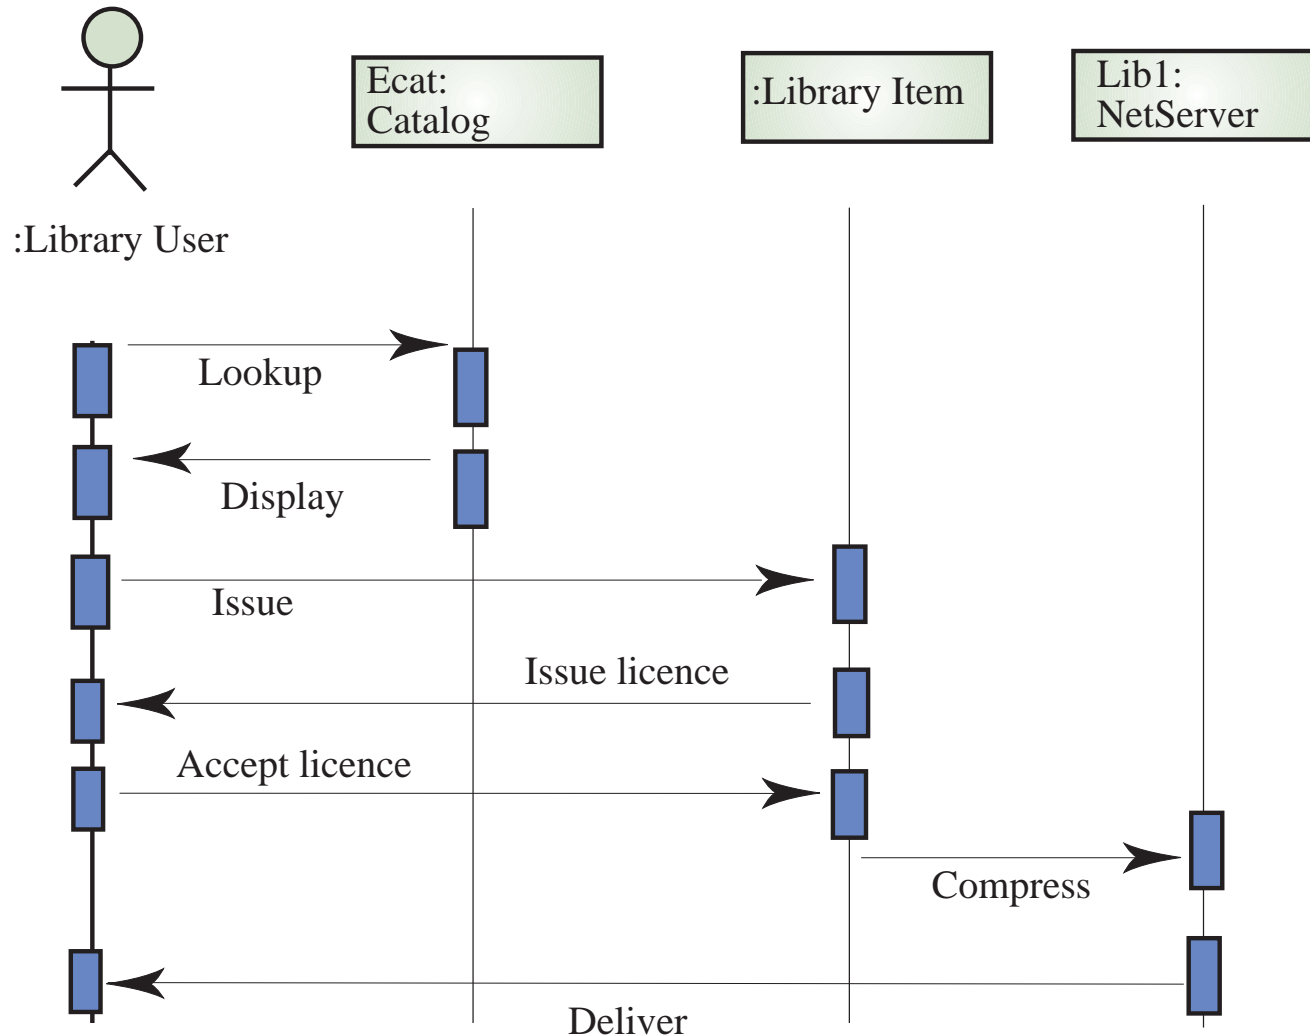 Ecat:
Catalog
:Library Item
Lib1:
NetServer
:Library User
Lookup
Display
Issue
Issue licence
Accept licence
Compress
Deliver